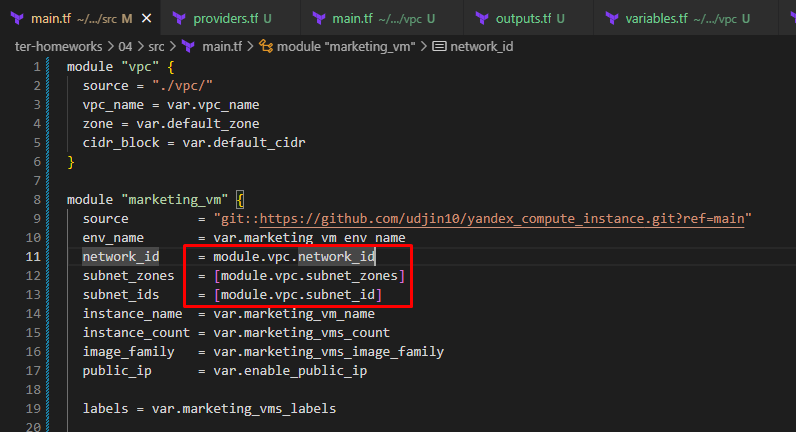 main.tf ~/.../src M main.tf providers.tf U main.tf ~/.../vpc U outputs.tf U variables.tf ~/.../vpc U
ter-homeworks > 04 > src > main.tf > module "marketing_vm" > network_id
1 module "vpc" {
2 source = "./vpc/"
3 vpc_name = var.vpc_name
4 zone = var.default_zone
5 cidr_block = var.default_cidr
6 }
7
8 module "marketing_vm" {
9 source = "git::https://github.com/udjin10/yandex_compute_instance.git?ref=main"
10 env_name = var.marketing_vm_env_name
11 network_id = module.vpc.network_id
12 subnet_zones = [module.vpc.subnet_zones]
13 subnet_ids = [module.vpc.subnet_id]
14 instance_name = var.marketing_vm_name
15 instance_count = var.marketing_vms_count
16 image_family = var.marketing_vms_image_family
17 public_ip = var.enable_public_ip
18
19 labels = var.marketing_vms_labels
20